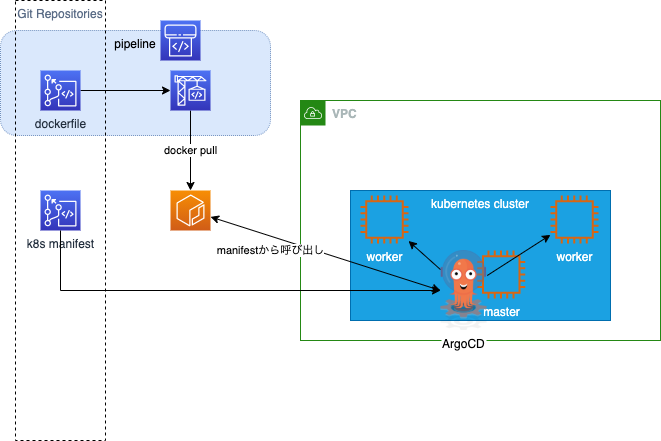 Git Repositories
pipeline
dockerfile
docker pull
VPC
kubernetes cluster
k8s manifest
manifestから呼び出し
worker
worker
master
ArgoCD